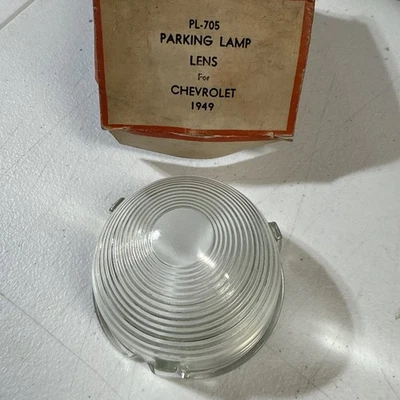 PL-705
PARKING LAMP
LENS
For
CHEVROLET
1949